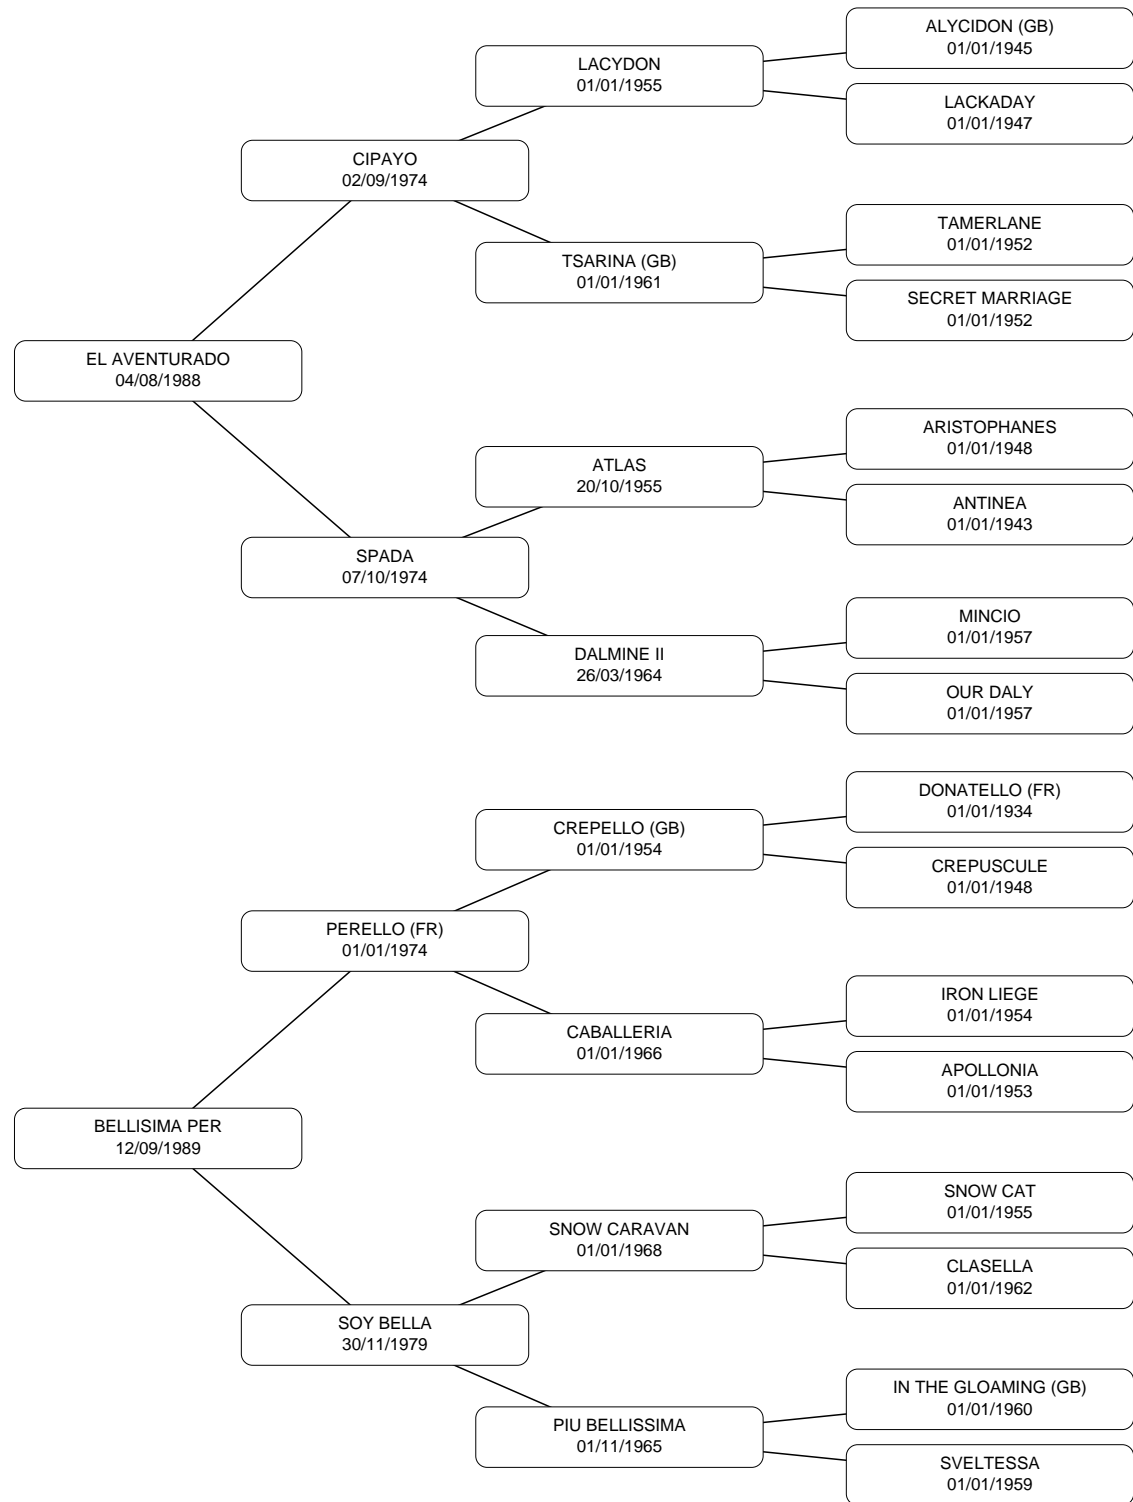 ALYCIDON (GB)
01/01/1945
LACYDON
01/01/1955
LACKADAY
01/01/1947
CIPAYO
02/09/1974
TAMERLANE
01/01/1952
TSARINA (GB)
01/01/1961
SECRET MARRIAGE
01/01/1952
EL AVENTURADO
04/08/1988
ARISTOPHANES
01/01/1948
ATLAS
20/10/1955
ANTINEA
01/01/1943
SPADA
07/10/1974
MINCIO
01/01/1957
DALMINE II
26/03/1964
OUR DALY
01/01/1957
DONATELLO (FR)
01/01/1934
CREPELLO (GB)
01/01/1954
CREPUSCULE
01/01/1948
PERELLO (FR)
01/01/1974
IRON LIEGE
01/01/1954
CABALLERIA
01/01/1966
APOLLONIA
01/01/1953
BELLISIMA PER
12/09/1989
SNOW CAT
01/01/1955
SNOW CARAVAN
01/01/1968
CLASELLA
01/01/1962
SOY BELLA
30/11/1979
IN THE GLOAMING (GB)
01/01/1960
PIU BELLISSIMA
01/11/1965
SVELTESSA
01/01/1959